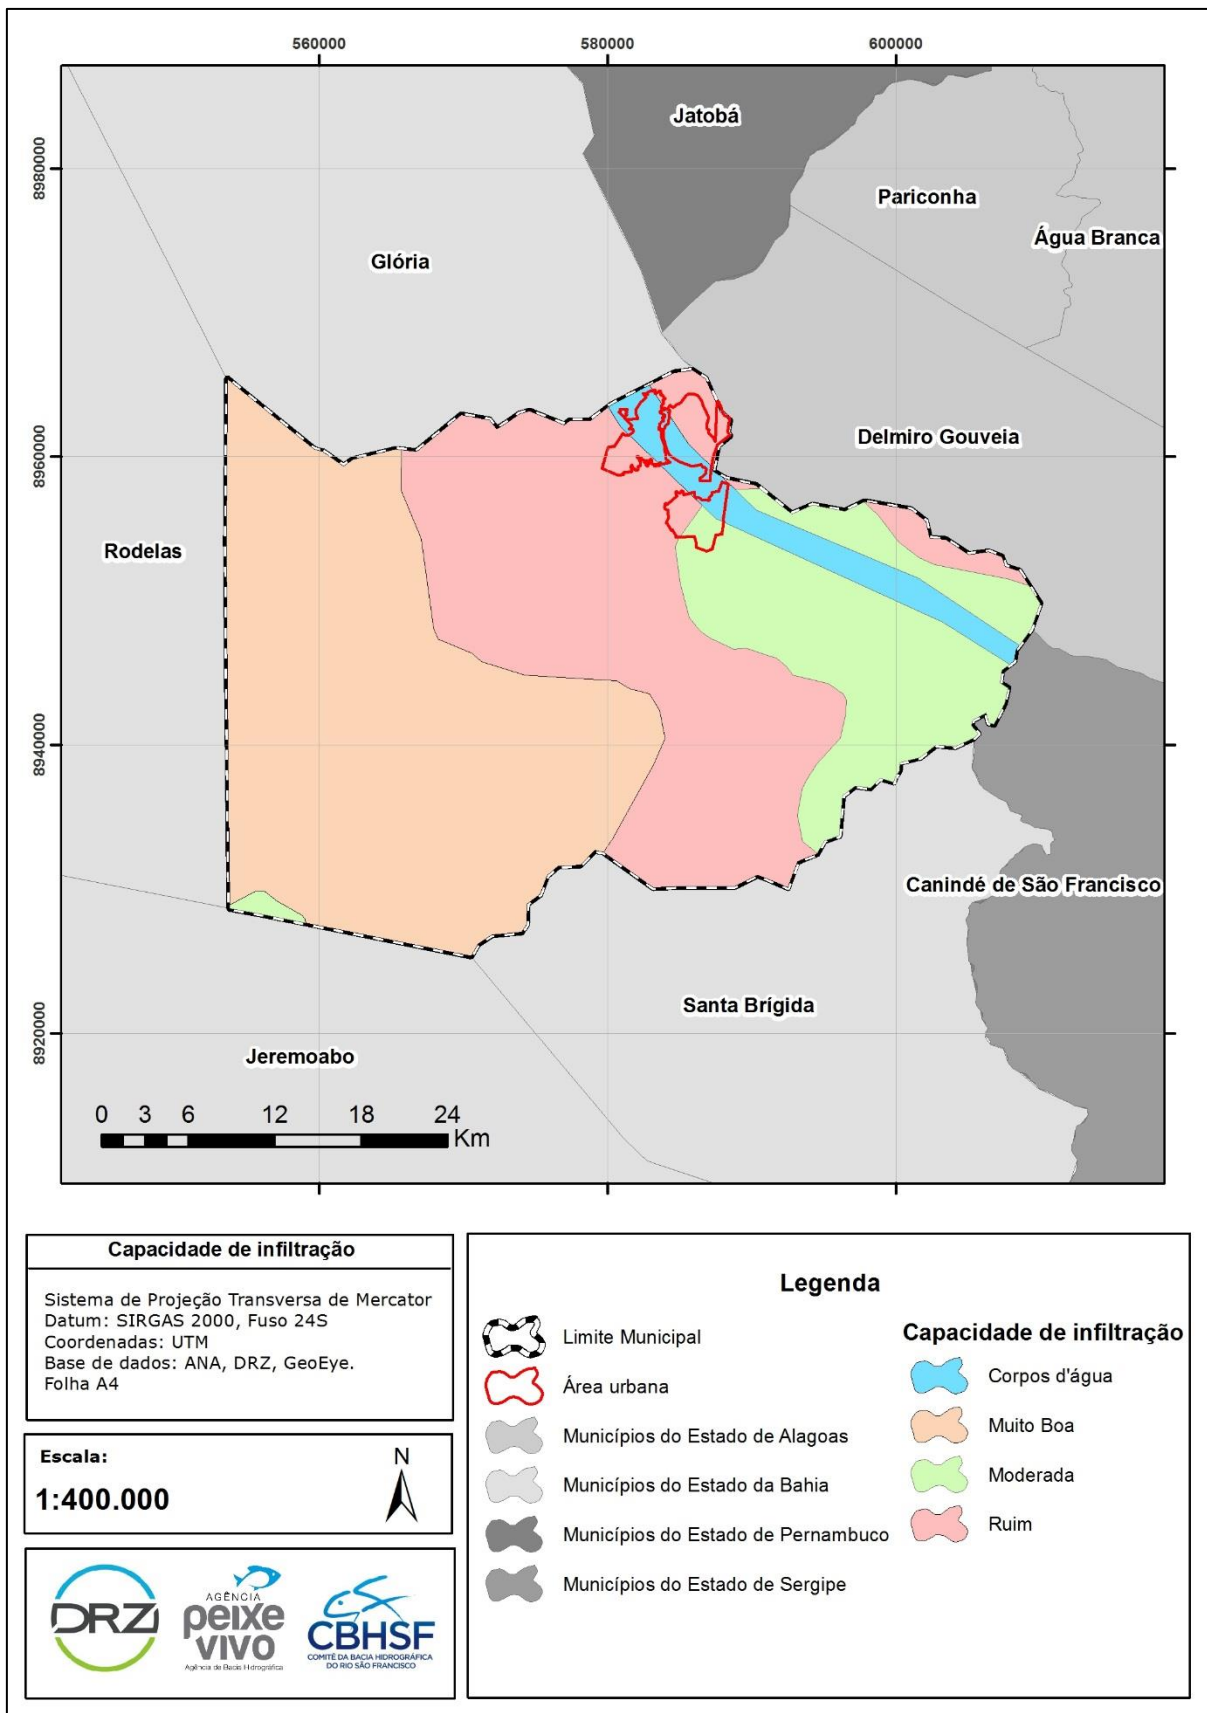 560000
580000
600000
Jatobá
8980000
Pariconha
Água Branca
Glória
8960000
Delmiro Gouveia
Rodelas
8940000
Canindé de São Francisco
Santa Brígida
8920000
Jeremoabo
0 3 6 12 18 24
Km
Capacidade de infiltração
Sistema de Projeção Transversa de Mercator
Datum: SIRGAS 2000, Fuso 24S
Coordenadas: UTM
Base de dados: ANA, DRZ, GeoEye.
Folha A4
Escala:
1:400.000
N
DRZ
AGÊNCIA
peixe
vivo
Agência de Bacia Hidrográfica
CBHSF
COMITÊ DA BACIA HIDROGRÁFICA
DO RIO SÃO FRANCISCO
Legenda
Limite Municipal
Área urbana
Municípios do Estado de Alagoas
Municípios do Estado da Bahia
Municípios do Estado de Pernambuco
Municípios do Estado de Sergipe
Capacidade de infiltração
Corpos d'água
Muito Boa
Moderada
Ruim